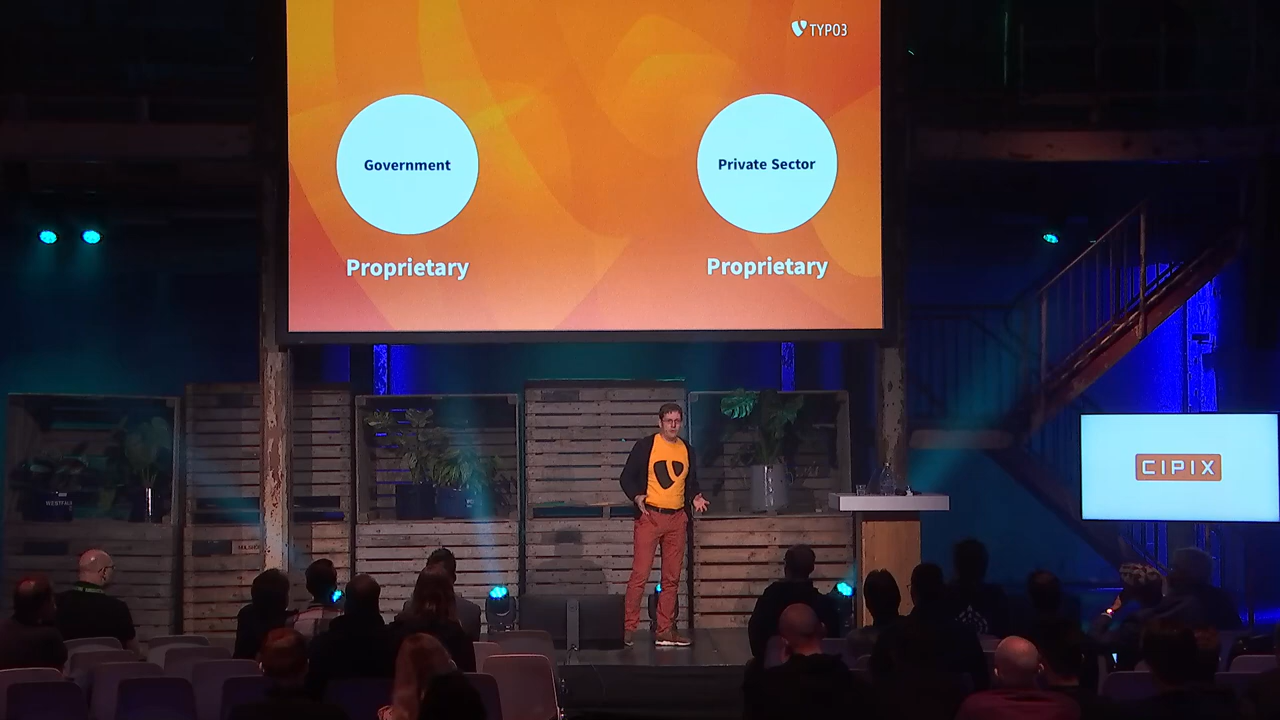 TYPO3
Government
Private Sector
Proprietary
Proprietary
CIPIX